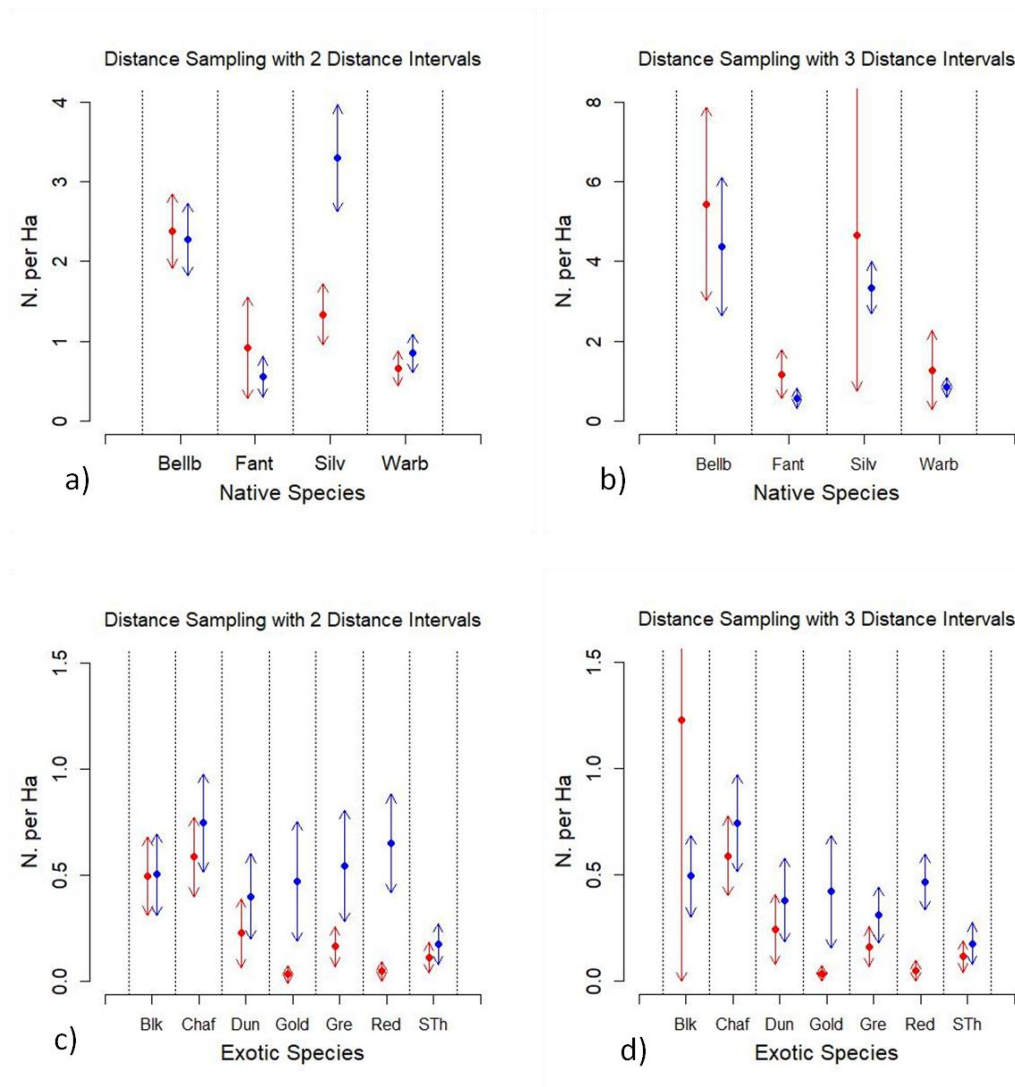 Distance Sampling with 2 Distance Intervals
N. per Ha
4
3
2
1
0
Bellb Fant Silv Warb
Native Species
a)
Distance Sampling with 3 Distance Intervals
N. per Ha
8
6
4
2
0
Bellb Fant Silv Warb
Native Species
b)
Distance Sampling with 2 Distance Intervals
N. per Ha
1.5
1.0
0.5
0.0
Blk Chaf Dun Gold Gre Red STh
Exotic Species
c)
Distance Sampling with 3 Distance Intervals
N. per Ha
1.5
1.0
0.5
0.0
Blk Chaf Dun Gold Gre Red STh
Exotic Species
d)